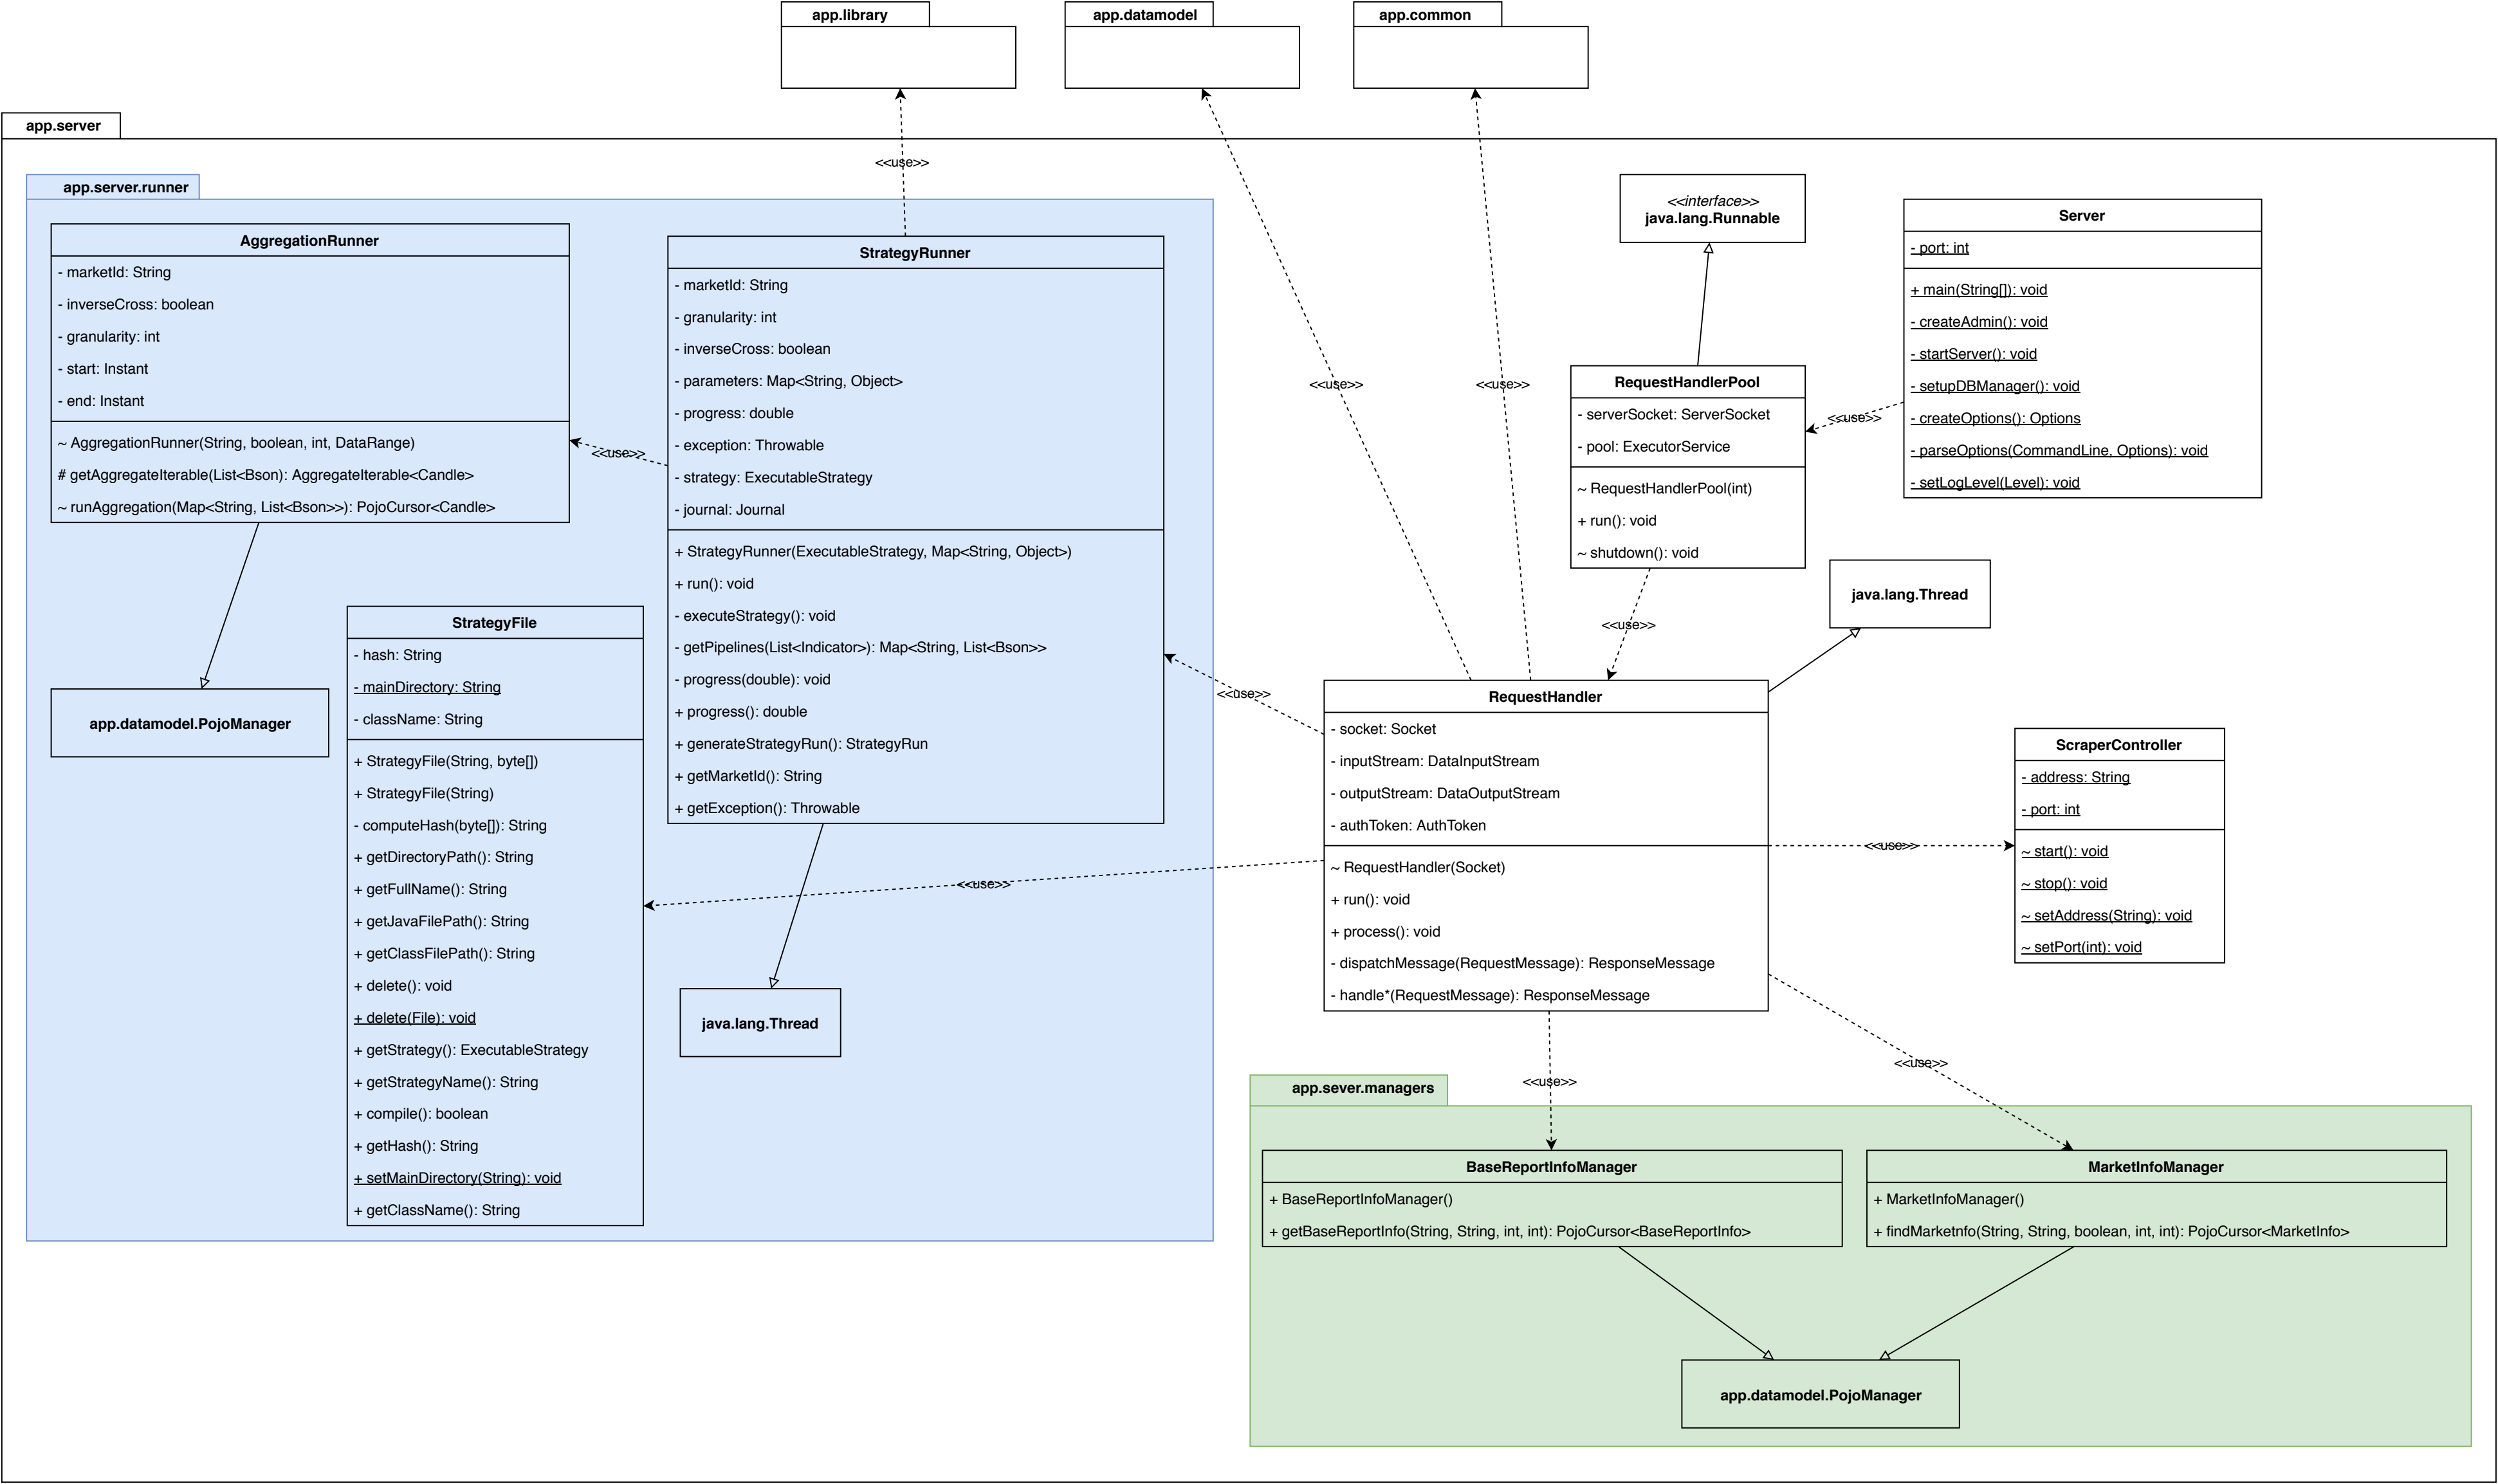 app.library
app.datamodel
app.common
app.server
<<use>>
<<use>>
<<use>>
app.server.runner
AggregationRunner
- marketId: String
- inverseCross: boolean
- granularity: int
- start: Instant
- end: Instant
~ AggregationRunner(String, boolean, int, DataRange)
# getAggregateIterable(List<Bson): AggregateIterable<Candle>
~ runAggregation(Map<String, List<Bson>>): PojoCursor<Candle>
<<use>>
StrategyRunner
- marketId: String
- granularity: int
- inverseCross: boolean
- parameters: Map<String, Object>
- progress: double
- exception: Throwable
- strategy: ExecutableStrategy
- journal: Journal
+ StrategyRunner(ExecutableStrategy, Map<String, Object>)
+ run(): void
- executeStrategy(): void
- getPipelines(List<Indicator>): Map<String, List<Bson>>
- progress(double): void
+ progress(): double
+ generateStrategyRun(): StrategyRun
+ getMarketId(): String
+ getException(): Throwable
app.datamodel.PojoManager
StrategyFile
- hash: String
- mainDirectory: String
- className: String
+ StrategyFile(String, byte[])
+ StrategyFile(String)
- computeHash(byte[]): String
+ getDirectoryPath(): String
+ getFullName(): String
+ getJavaFilePath(): String
+ getClassFilePath(): String
+ delete(): void
+ delete(File): void
+ getStrategy(): ExecutableStrategy
+ getStrategyName(): String
+ compile(): boolean
+ getHash(): String
+ setMainDirectory(String): void
+ getClassName(): String
java.lang.Thread
<<interface>>
java.lang.Runnable
Server
- port: int
+ main(String[]): void
- createAdmin(): void
- startServer(): void
- setupDBManager(): void
- createOptions(): Options
- parseOptions(CommandLine, Options): void
- setLogLevel(Level): void
<<use>>
RequestHandlerPool
- serverSocket: ServerSocket
- pool: ExecutorService
~ RequestHandlerPool(int)
+ run(): void
~ shutdown(): void
<<use>>
java.lang.Thread
<<use>>
<<use>>
RequestHandler
- socket: Socket
- inputStream: DataInputStream
- outputStream: DataOutputStream
- authToken: AuthToken
~ RequestHandler(Socket)
+ run(): void
+ process(): void
- dispatchMessage(RequestMessage): ResponseMessage
- handle*(RequestMessage): ResponseMessage
<<use>>
ScraperController
- address: String
- port: int
~ start(): void
~ stop(): void
~ setAddress(String): void
~ setPort(int): void
<<use>>
<<use>>
app.sever.managers
BaseReportInfoManager
+ BaseReportInfoManager()
+ getBaseReportInfo(String, String, int, int): PojoCursor<BaseReportInfo>
MarketInfoManager
+ MarketInfoManager()
+ findMarketnfo(String, String, boolean, int, int): PojoCursor<MarketInfo>
app.datamodel.PojoManager